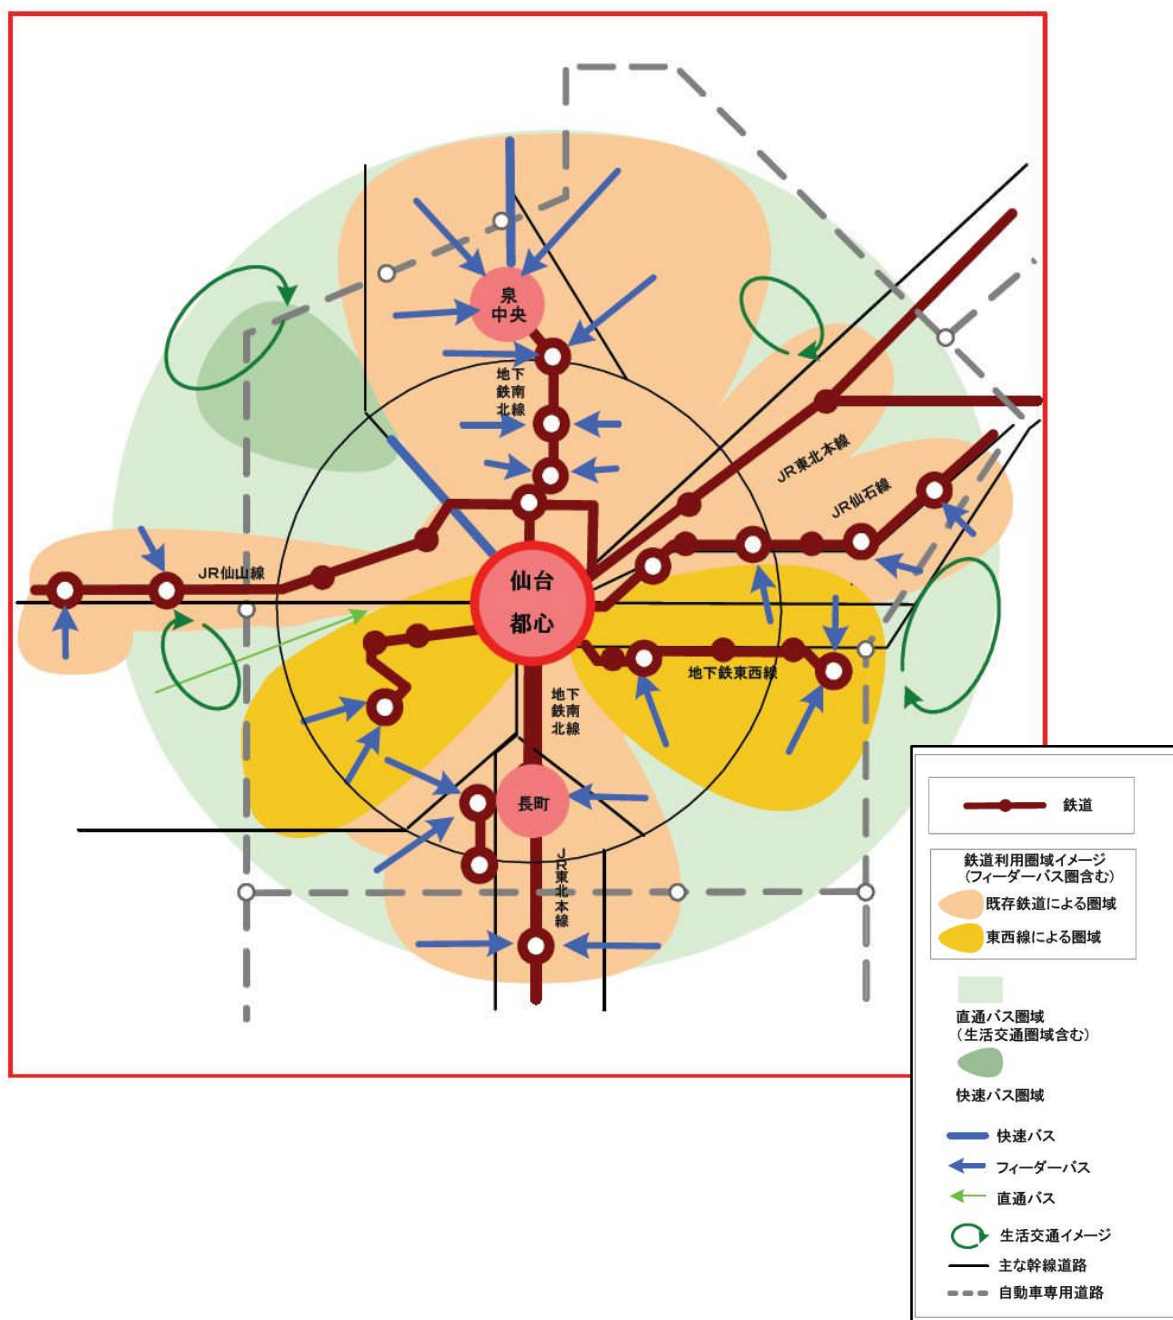 泉
中央
地下
鉄南
北線
JR東北本線
JR仙石線
JR仙山線
仙台
都心
地下鉄東西線
地下
鉄南
北線
長町
JR東北本線
鉄道
鉄道利用圏域イメージ
(フィーダーバス圏含む)
既存鉄道による圏域
東西線による圏域
直通バス圏域
(生活交通圏域含む)
快速バス圏域
快速バス
フィーダーバス
直通バス
生活交通イメージ
主な幹線道路
自動車専用道路